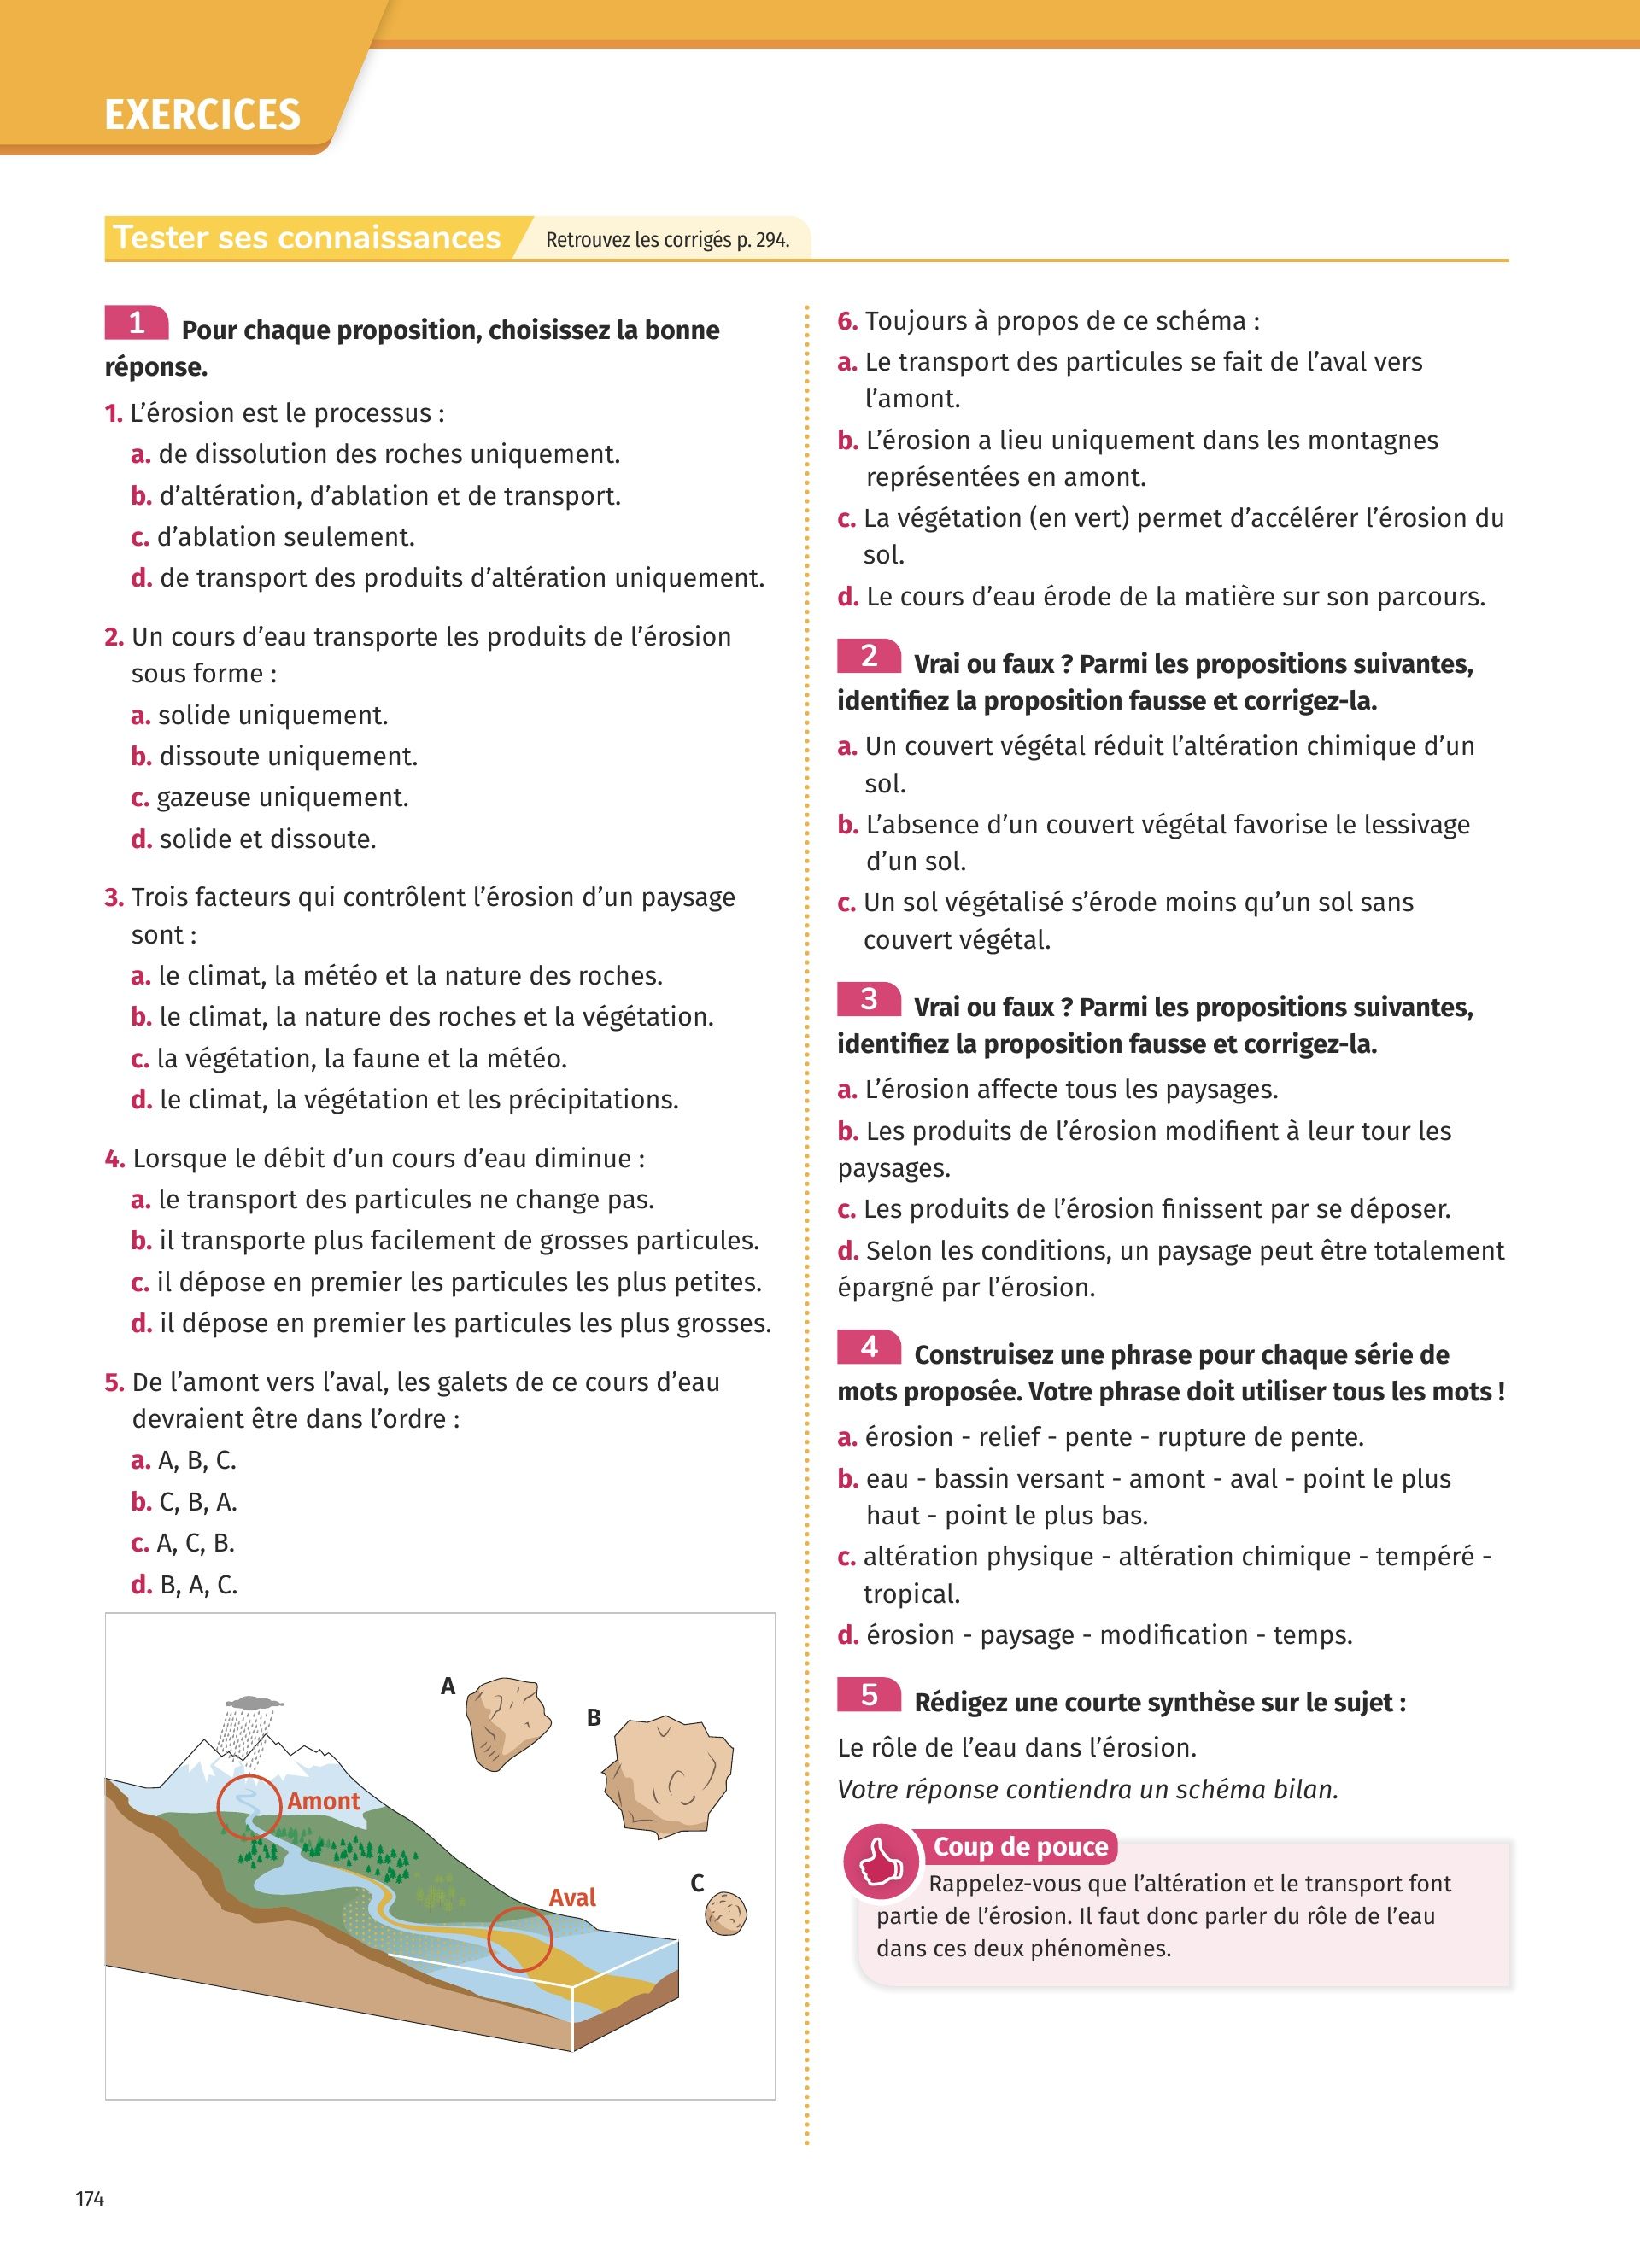 EXERCICES
Tester ses connaissances
Retrouvez les corrigés p. 294.
1 Pour chaque proposition, choisissez la bonne
réponse.
1. L’érosion est le processus :
a. de dissolution des roches uniquement.
b. d’altération, d’ablation et de transport.
c. d’ablation seulement.
d. de transport des produits d’altération uniquement.
2. Un cours d’eau transporte les produits de l’érosion
sous forme :
a. solide uniquement.
b. dissoute uniquement.
c. gazeuse uniquement.
d. solide et dissoute.
3. Trois facteurs qui contrôlent l’érosion d’un paysage
sont :
a. le climat, la météo et la nature des roches.
b. le climat, la nature des roches et la végétation.
c. la végétation, la faune et la météo.
d. le climat, la végétation et les précipitations.
4. Lorsque le débit d’un cours d’eau diminue :
a. le transport des particules ne change pas.
b. il transporte plus facilement de grosses particules.
c. il dépose en premier les particules les plus petites.
d. il dépose en premier les particules les plus grosses.
5. De l’amont vers l’aval, les galets de ce cours d’eau
devraient être dans l’ordre :
a. A, B, C.
b. C, B, A.
c. A, C, B.
d. B, A, C.
A
B
Amont
C
Aval
6. Toujours à propos de ce schéma :
a. Le transport des particules se fait de l’aval vers
l’amont.
b. L’érosion a lieu uniquement dans les montagnes
représentées en amont.
c. La végétation (en vert) permet d’accélérer l’érosion du
sol.
d. Le cours d’eau érode de la matière sur son parcours.
2 Vrai ou faux ? Parmi les propositions suivantes,
identifiez la proposition fausse et corrigez-la.
a. Un couvert végétal réduit l’altération chimique d’un
sol.
b. L’absence d’un couvert végétal favorise le lessivage
d’un sol.
c. Un sol végétalisé s’érode moins qu’un sol sans
couvert végétal.
3 Vrai ou faux ? Parmi les propositions suivantes,
identifiez la proposition fausse et corrigez-la.
a. L’érosion affecte tous les paysages.
b. Les produits de l’érosion modifient à leur tour les
paysages.
c. Les produits de l’érosion finissent par se déposer.
d. Selon les conditions, un paysage peut être totalement
épargné par l’érosion.
4 Construisez une phrase pour chaque série de
mots proposée. Votre phrase doit utiliser tous les mots !
a. érosion - relief - pente - rupture de pente.
b. eau - bassin versant - amont - aval - point le plus
haut - point le plus bas.
c. altération physique - altération chimique - tempéré -
tropical.
d. érosion - paysage - modification - temps.
5 Rédigez une courte synthèse sur le sujet :
Le rôle de l’eau dans l’érosion.
Votre réponse contiendra un schéma bilan.
Coup de pouce
Rappelez-vous que l’altération et le transport font
partie de l’érosion. Il faut donc parler du rôle de l’eau
dans ces deux phénomènes.
174